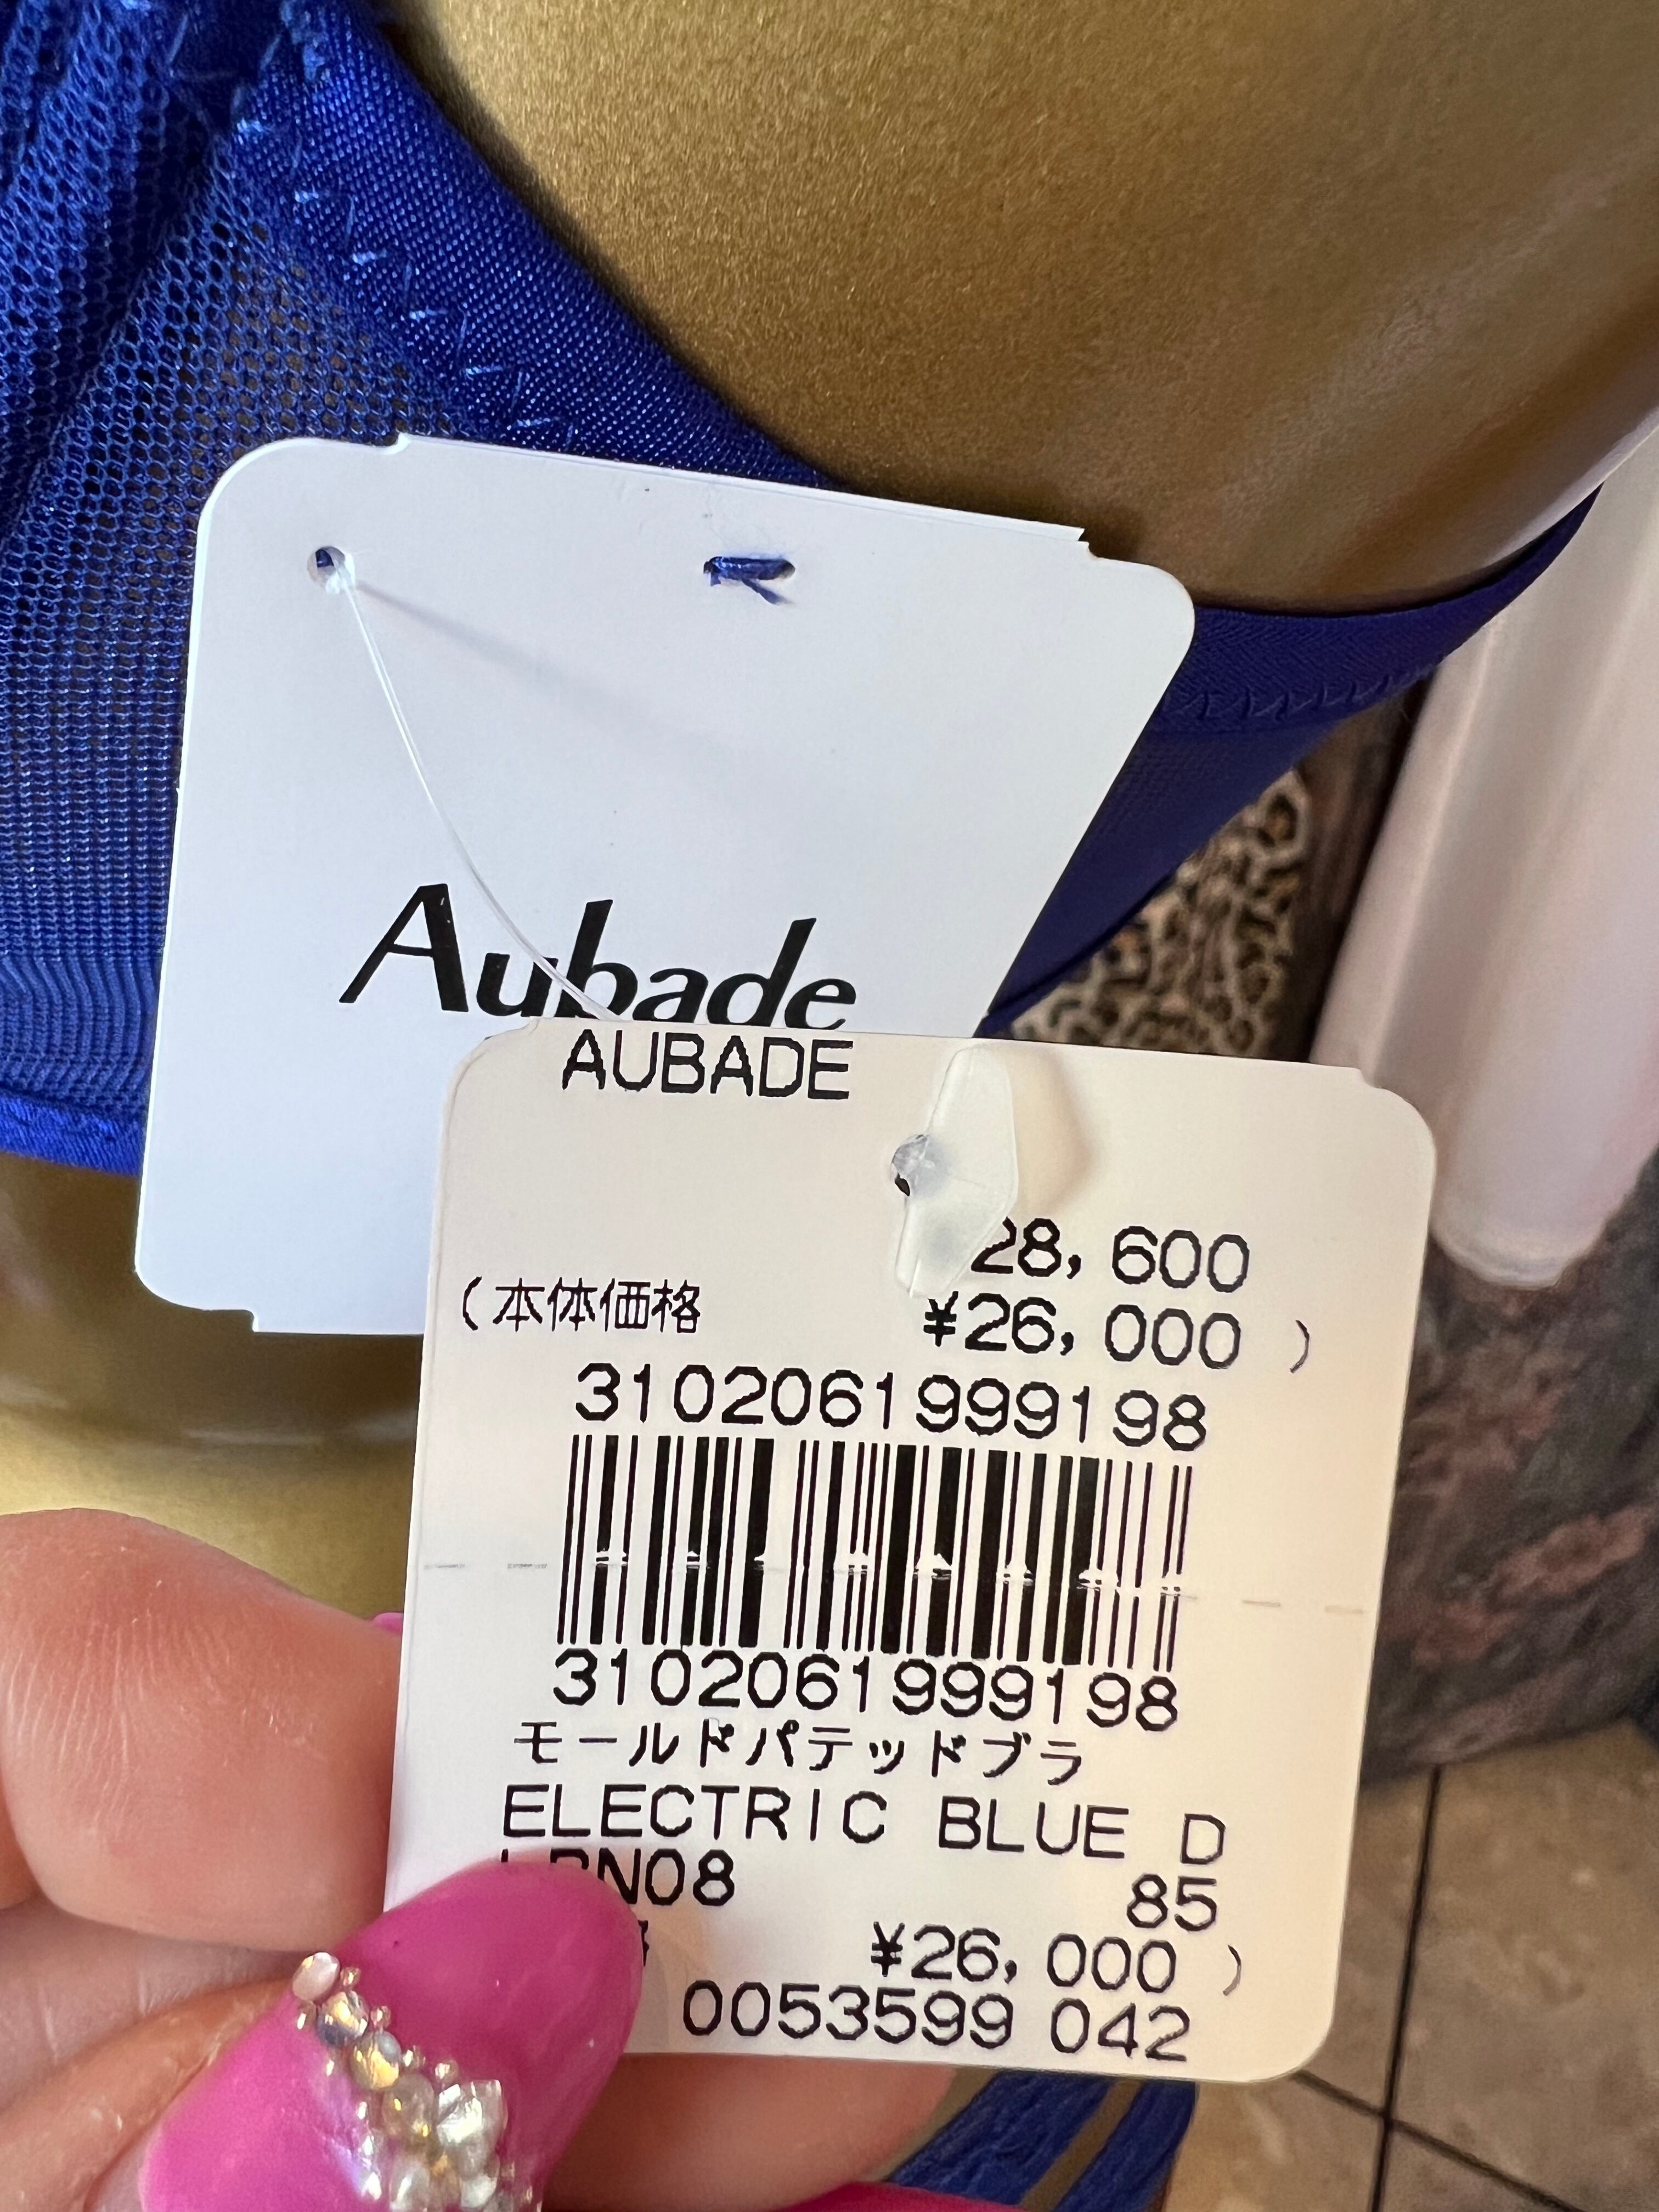 Aubade
AUBADE
28,600
(本体価格 ¥26,000)
3102061999198
3102061999198
モールドパテッドブラ
ELECTRIC BLUE D
85
¥26,000)
0053599 042